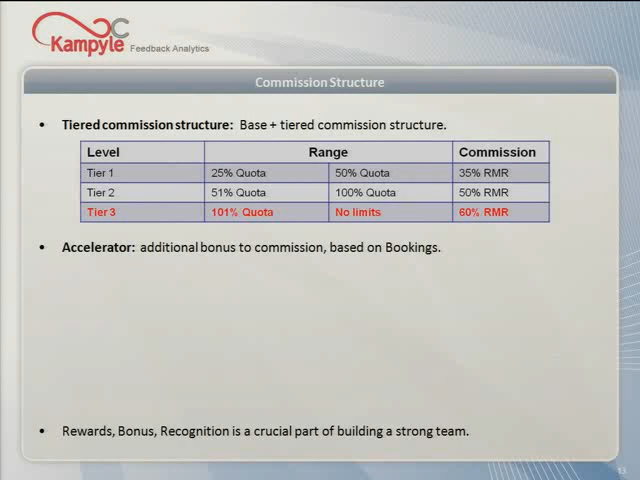 Kampyle Feedback Analytics
Commission Structure
• Tiered commission structure: Base + tiered commission structure.
Level Range Commission
Tier 1 25% Quota 50% Quota 35% RMR
Tier 2 51% Quota 100% Quota 50% RMR
Tier 3 101% Quota No limits 60% RMR
• Accelerator: additional bonus to commission, based on Bookings.
• Rewards, Bonus, Recognition is a crucial part of building a strong team.
13